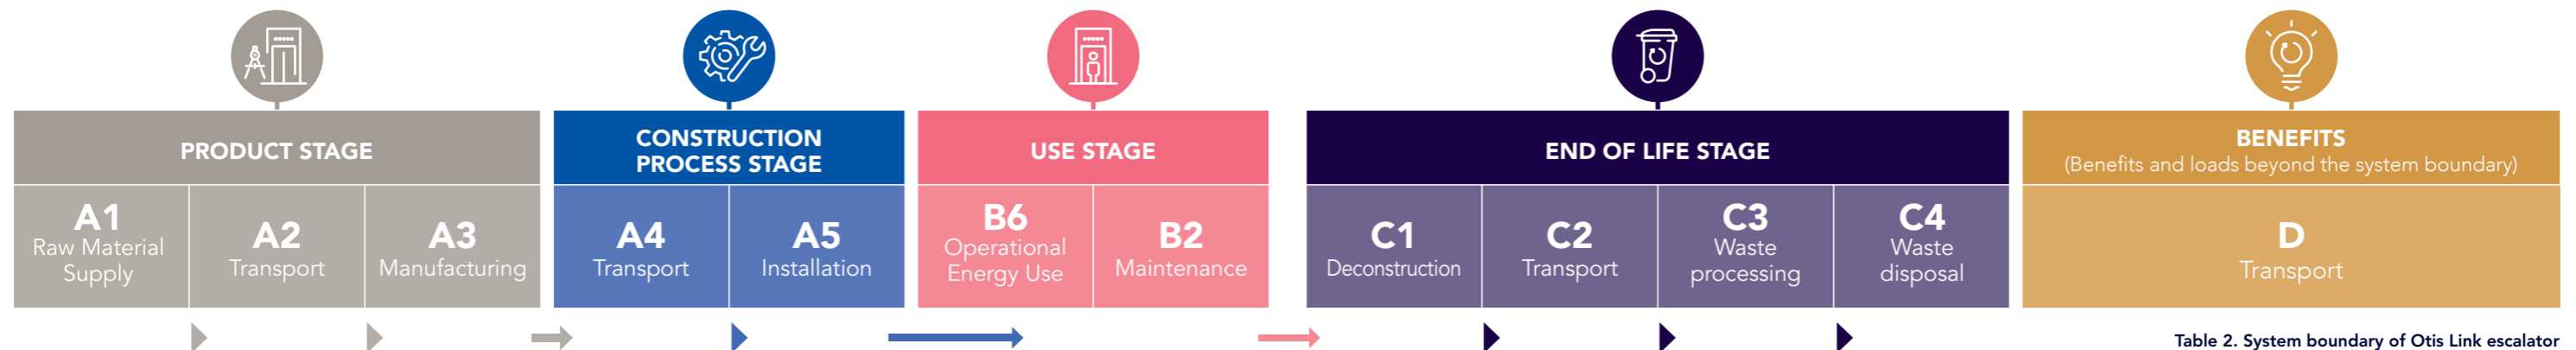 PRODUCT STAGE
A1
Raw Material
Supply
A2
Transport
A3
Manufacturing
CONSTRUCTION
PROCESS STAGE
A4
Transport
A5
Installation
USE STAGE
B6
Operational
Energy Use
B2
Maintenance
END OF LIFE STAGE
C1
Deconstruction
C2
Transport
C3
Waste
processing
C4
Waste
disposal
BENEFITS
(Benefits and loads beyond the system boundary)
D
Transport
Table 2. System boundary of Otis Link escalator